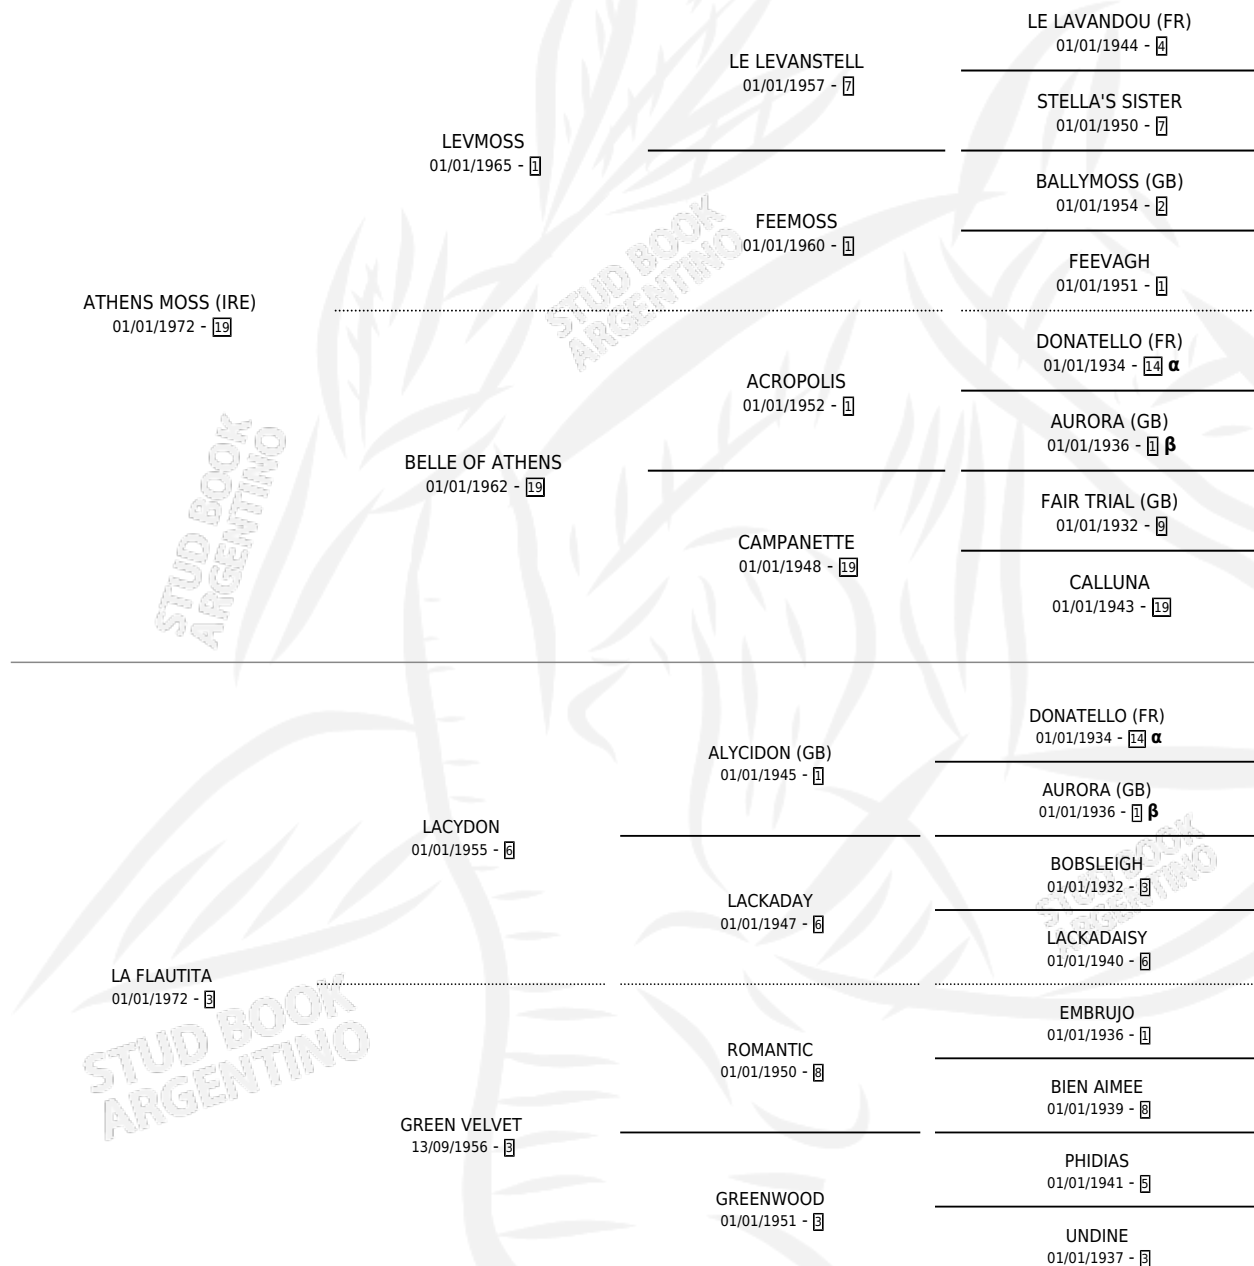 LE LAVANDOU (FR)
01/01/1944 - 4
LE LEVANSTELL
01/01/1957 - 7
STELLA'S SISTER
01/01/1950 - 7
LEVMOSS
01/01/1965 - 1
BALLYMOSS (GB)
01/01/1954 - 2
FEEMOSS
01/01/1960 - 1
FEEVAGH
01/01/1951 - 1
ATHENS MOSS (IRE)
01/01/1972 - 19
DONATELLO (FR)
01/01/1934 - 14 α
ACROPOLIS
01/01/1952 - 1
AURORA (GB)
01/01/1936 - 1 β
BELLE OF ATHENS
01/01/1962 - 19
FAIR TRIAL (GB)
01/01/1932 - 9
CAMPANETTE
01/01/1948 - 19
CALLUNA
01/01/1943 - 19
DONATELLO (FR)
01/01/1934 - 14 α
ALYCIDON (GB)
01/01/1945 - 1
AURORA (GB)
01/01/1936 - 1 β
LACYDON
01/01/1955 - 6
BOBSLEIGH
01/01/1932 - 3
LACKADAY
01/01/1947 - 6
LACKADAISY
01/01/1940 - 6
LA FLAUTITA
01/01/1972 - 3
EMBRUJO
01/01/1936 - 1
ROMANTIC
01/01/1950 - 8
BIEN AIMEE
01/01/1939 - 8
GREEN VELVET
13/09/1956 - 3
PHIDIAS
01/01/1941 - 5
GREENWOOD
01/01/1951 - 3
UNDINE
01/01/1937 - 3
STUD BOOK
ARGENTINO
STUD BOOK
ARGENTINO
STUD BOOK
ARGENTINO
STUD BOOK
ARGENTINO